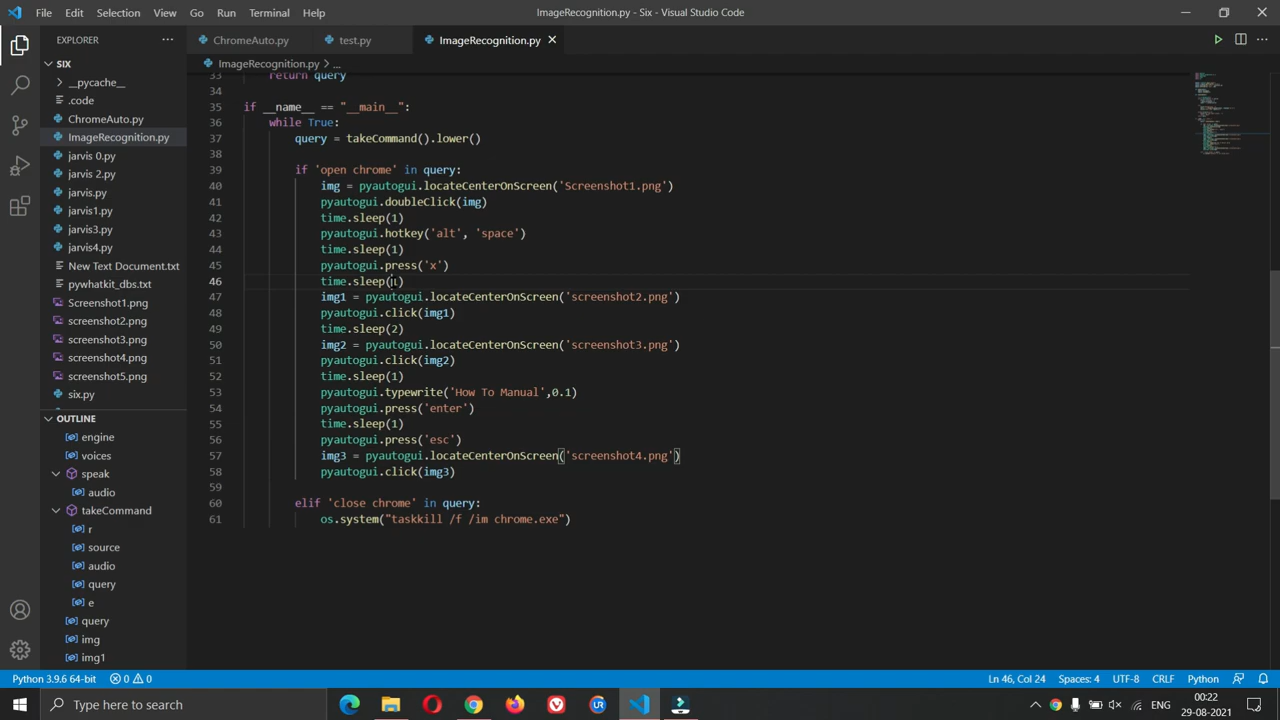 File Edit Selection View Go Run Terminal Help
ImageRecognition.py - Six - Visual Studio Code
EXPLORER
ChromeAuto.py
test.py
ImageRecognition.py
SIX
__pycache__
.code
ChromeAuto.py
ImageRecognition.py
jarvis 0.py
jarvis 2.py
jarvis.py
jarvis1.py
jarvis3.py
jarvis4.py
New Text Document.txt
pywhatkit_dbs.txt
Screenshot1.png
screenshot2.png
screenshot3.png
screenshot4.png
screenshot5.png
six.py
OUTLINE
engine
voices
speak
audio
takeCommand
r
source
audio
query
e
query
img
img1
ImageRecognition.py > ...
33 return query
34
35 if __name__ == "__main__":
36 while True:
37 query = takeCommand().lower()
38
39 if 'open chrome' in query:
40 img = pyautogui.locateCenterOnScreen('Screenshot1.png')
41 pyautogui.doubleClick(img)
42 time.sleep(1)
43 pyautogui.hotkey('alt', 'space')
44 time.sleep(1)
45 pyautogui.press('x')
46 time.sleep(1)
47 img1 = pyautogui.locateCenterOnScreen('screenshot2.png')
48 pyautogui.click(img1)
49 time.sleep(2)
50 img2 = pyautogui.locateCenterOnScreen('screenshot3.png')
51 pyautogui.click(img2)
52 time.sleep(1)
53 pyautogui.typewrite('How To Manual',0.1)
54 pyautogui.press('enter')
55 time.sleep(1)
56 pyautogui.press('esc')
57 img3 = pyautogui.locateCenterOnScreen('screenshot4.png')
58 pyautogui.click(img3)
59
60 elif 'close chrome' in query:
61 os.system("taskkill /f /im chrome.exe")
Python 3.9.6 64-bit 0 0
Ln 46, Col 24 Spaces: 4 UTF-8 CRLF Python
Type here to search
ENG
00:22
29-08-2021